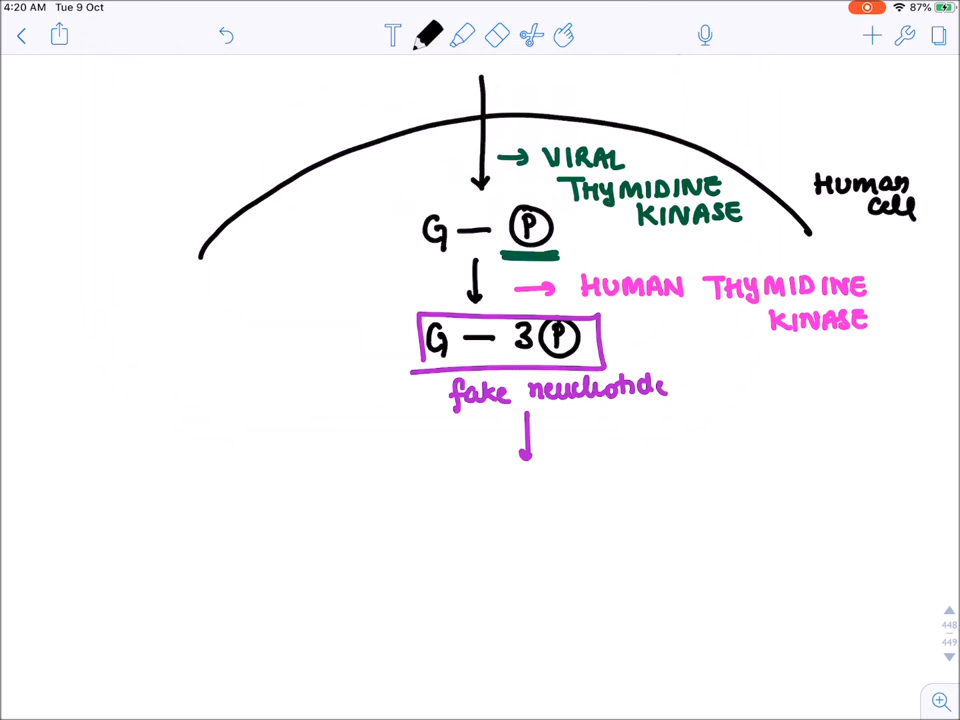 4:20 AM Tue 9 Oct
87%
T
→ VIRAL
THYMIDINE
KINASE
Human
cell
G — P
→ HUMAN THYMIDINE
KINASE
G — 3 P
fake neucleotide
448
449